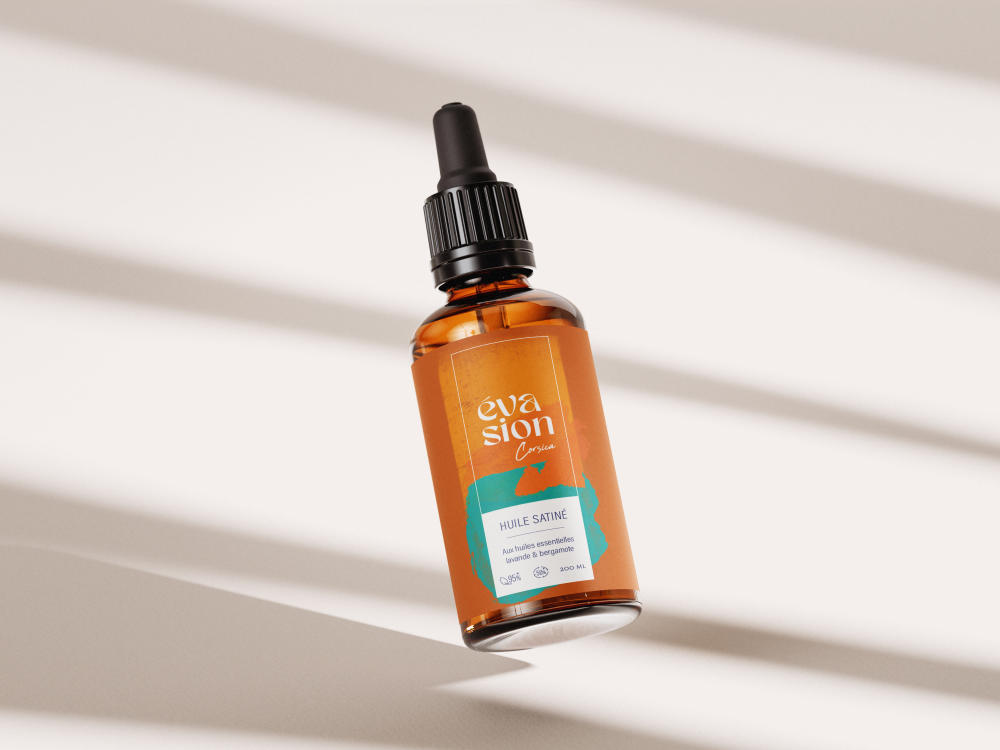 éva
sion
Corsica
HUILE SATINÉ
Aux huiles essentielles
lavande & bergamote
95%
200 ML